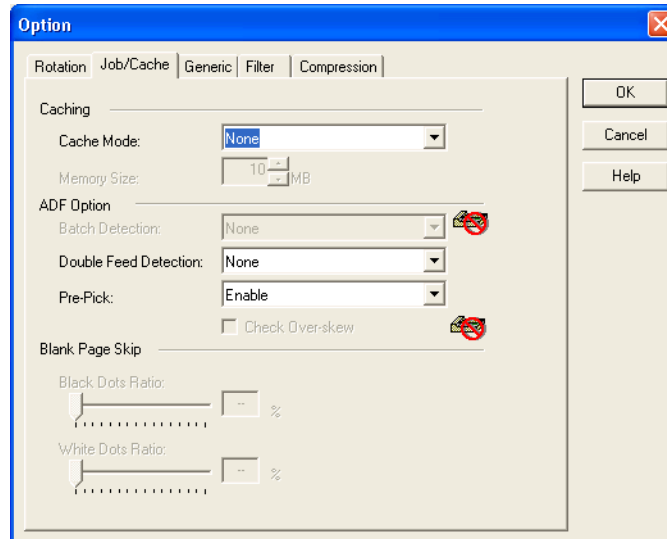 Option
Rotation Job/Cache Generic Filter Compression
OK
Caching
Cache Mode: None
Cancel
Memory Size: 10 MB
Help
ADF Option
Batch Detection: None
Double Feed Detection: None
Pre-Pick: Enable
Check Over-skew
Blank Page Skip
Black Dots Ratio:
-- %
White Dots Ratio:
-- %